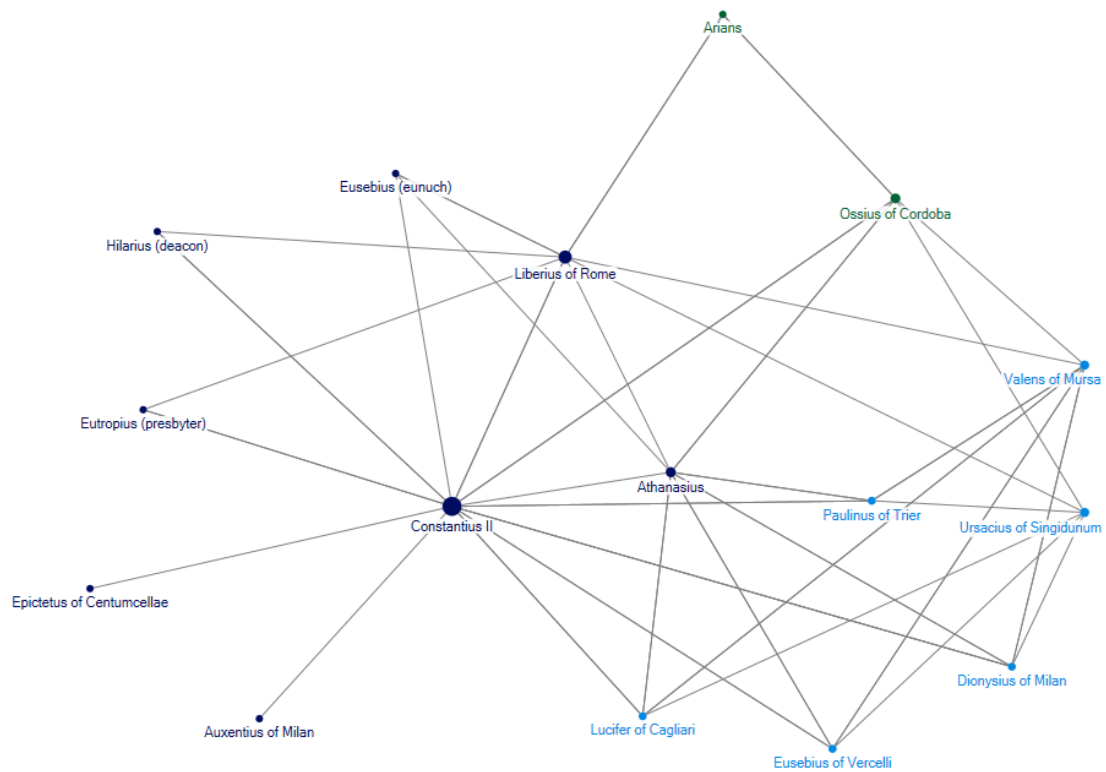 Arians
Eusebius (eunuch)
Ossius of Cordoba
Hilarius (deacon)
Liberius of Rome
Valens of Mursa
Eutropius (presbyter)
Athanasius
Paulinus of Trier
Constantius II
Ursacius of Singidunum
Epictetus of Centumcellae
Dionysius of Milan
Auxentius of Milan
Lucifer of Cagliari
Eusebius of Vercelli